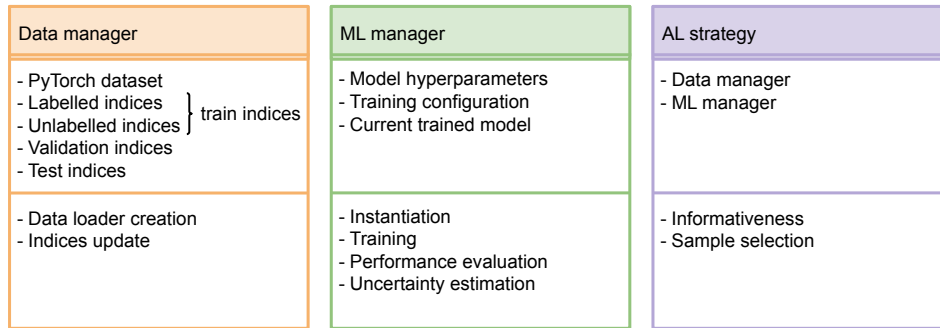 Data manager
- PyTorch dataset
- Labelled indices
- Unlabelled indices
train indices
- Validation indices
- Test indices
- Data loader creation
- Indices update
ML manager
- Model hyperparameters
- Training configuration
- Current trained model
- Instantiation
- Training
- Performance evaluation
- Uncertainty estimation
AL strategy
- Data manager
- ML manager
- Informativeness
- Sample selection